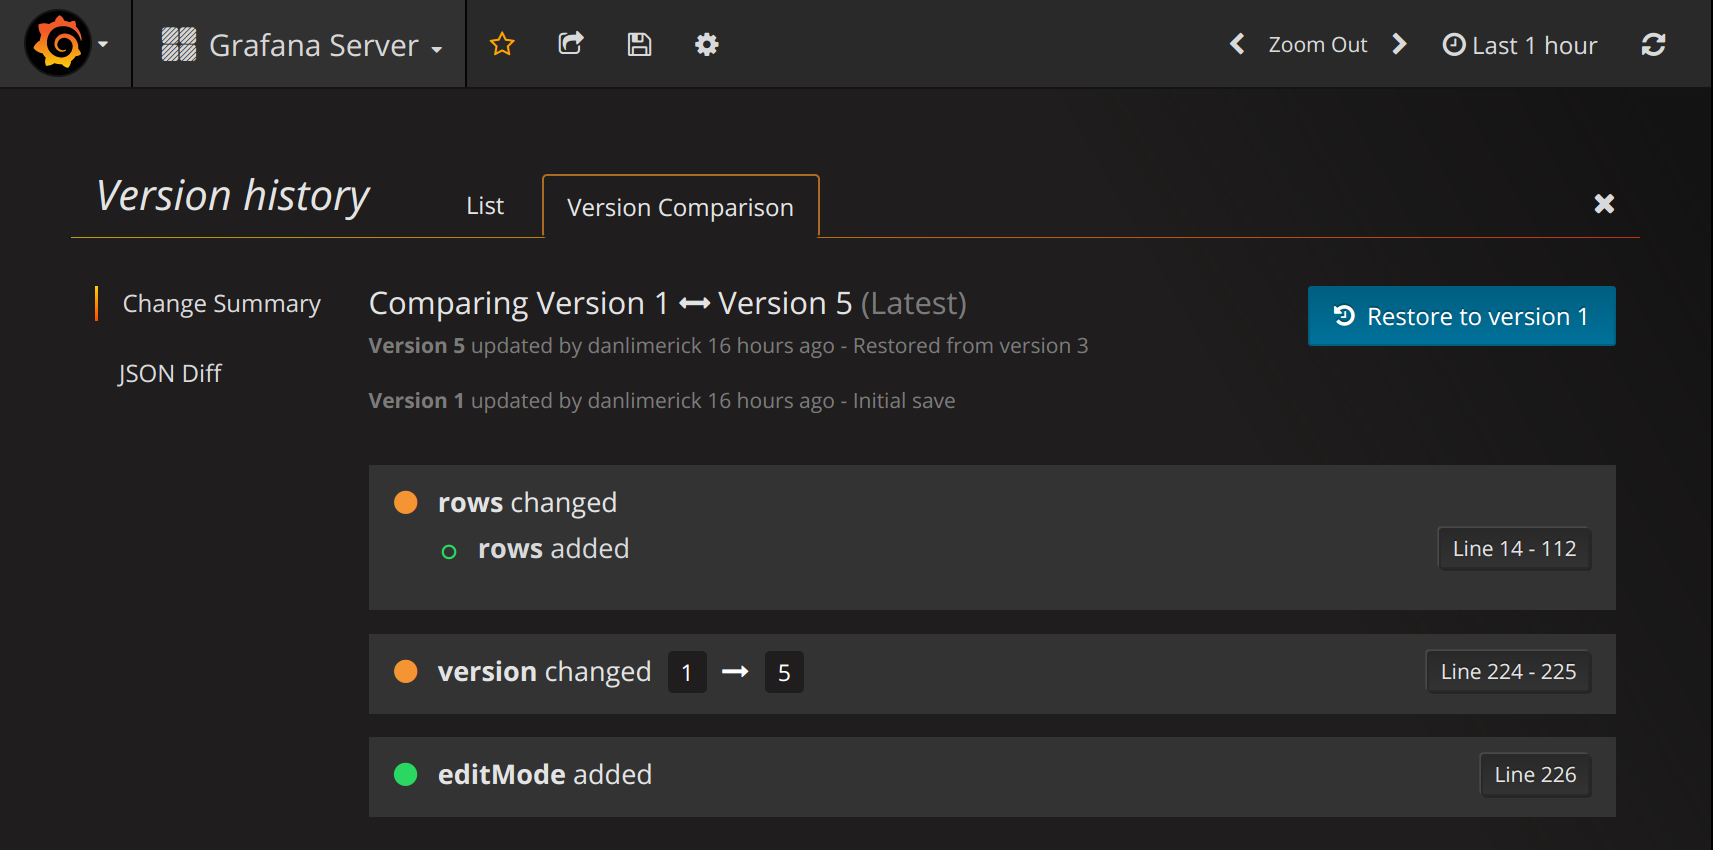 Grafana Server
Zoom Out
Last 1 hour
Version history
List
Version Comparison
Change Summary
JSON Diff
Comparing Version 1 Version 5 (Latest)
Version 5 updated by danlimerick 16 hours ago - Restored from version 3
Version 1 updated by danlimerick 16 hours ago - Initial save
Restore to version 1
rows changed
rows added
Line 14 - 112
version changed 1 5
Line 224 - 225
editMode added
Line 226